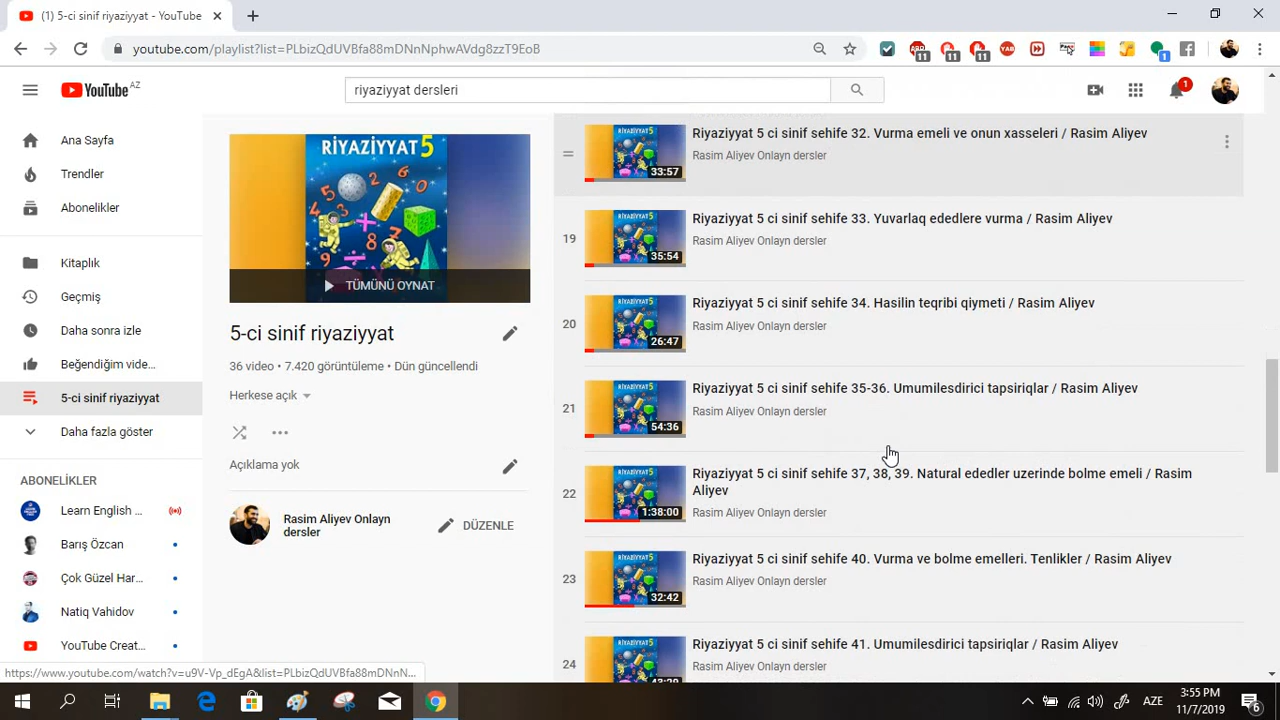 (1) 5-ci sinif riyaziyyat - YouTube
youtube.com/playlist?list=PLbizQdUVBfa88mDNnNphwAVdg8zzT9EoB
11
11
11
1
YouTube AZ
riyaziyyat dersleri
1
Ana Sayfa
Trendler
Abonelikler
Kitaplık
Geçmiş
Daha sonra izle
Beğendiğim vide...
5-ci sinif riyaziyyat
Daha fazla göster
ABONELİKLER
Learn English ...
Barış Özcan
Çok Güzel Har...
Natiq Vahidov
YouTube Creat...
RİYAZİYYAT 5
TÜMÜNÜ OYNAT
5-ci sinif riyaziyyat
36 video • 7.420 görüntüleme • Dün güncellendi
Herkese açık
Açıklama yok
Rasim Aliyev Onlayn
dersler
DÜZENLE
Riyaziyyat 5 ci sinif sehife 32. Vurma emeli ve onun xasseleri / Rasim Aliyev
Rasim Aliyev Onlayn dersler
33:57
19
Riyaziyyat 5 ci sinif sehife 33. Yuvarlaq ededlere vurma / Rasim Aliyev
Rasim Aliyev Onlayn dersler
35:54
20
Riyaziyyat 5 ci sinif sehife 34. Hasilin teqribi qiymeti / Rasim Aliyev
Rasim Aliyev Onlayn dersler
26:47
21
Riyaziyyat 5 ci sinif sehife 35-36. Umumilesdirici tapsiriqlar / Rasim Aliyev
Rasim Aliyev Onlayn dersler
54:36
22
Riyaziyyat 5 ci sinif sehife 37, 38, 39. Natural ededler uzerinde bolme emeli / Rasim
Aliyev
Rasim Aliyev Onlayn dersler
1:38:00
23
Riyaziyyat 5 ci sinif sehife 40. Vurma ve bolme emelleri. Tenlikler / Rasim Aliyev
Rasim Aliyev Onlayn dersler
32:42
24
Riyaziyyat 5 ci sinif sehife 41. Umumilesdirici tapsiriqlar / Rasim Aliyev
Rasim Aliyev Onlayn dersler
https://www.youtube.com/watch?v=u9V-Vp_dEgA&list=PLbizQdUVBfa88mDNnN...
AZE
3:55 PM
11/7/2019
6